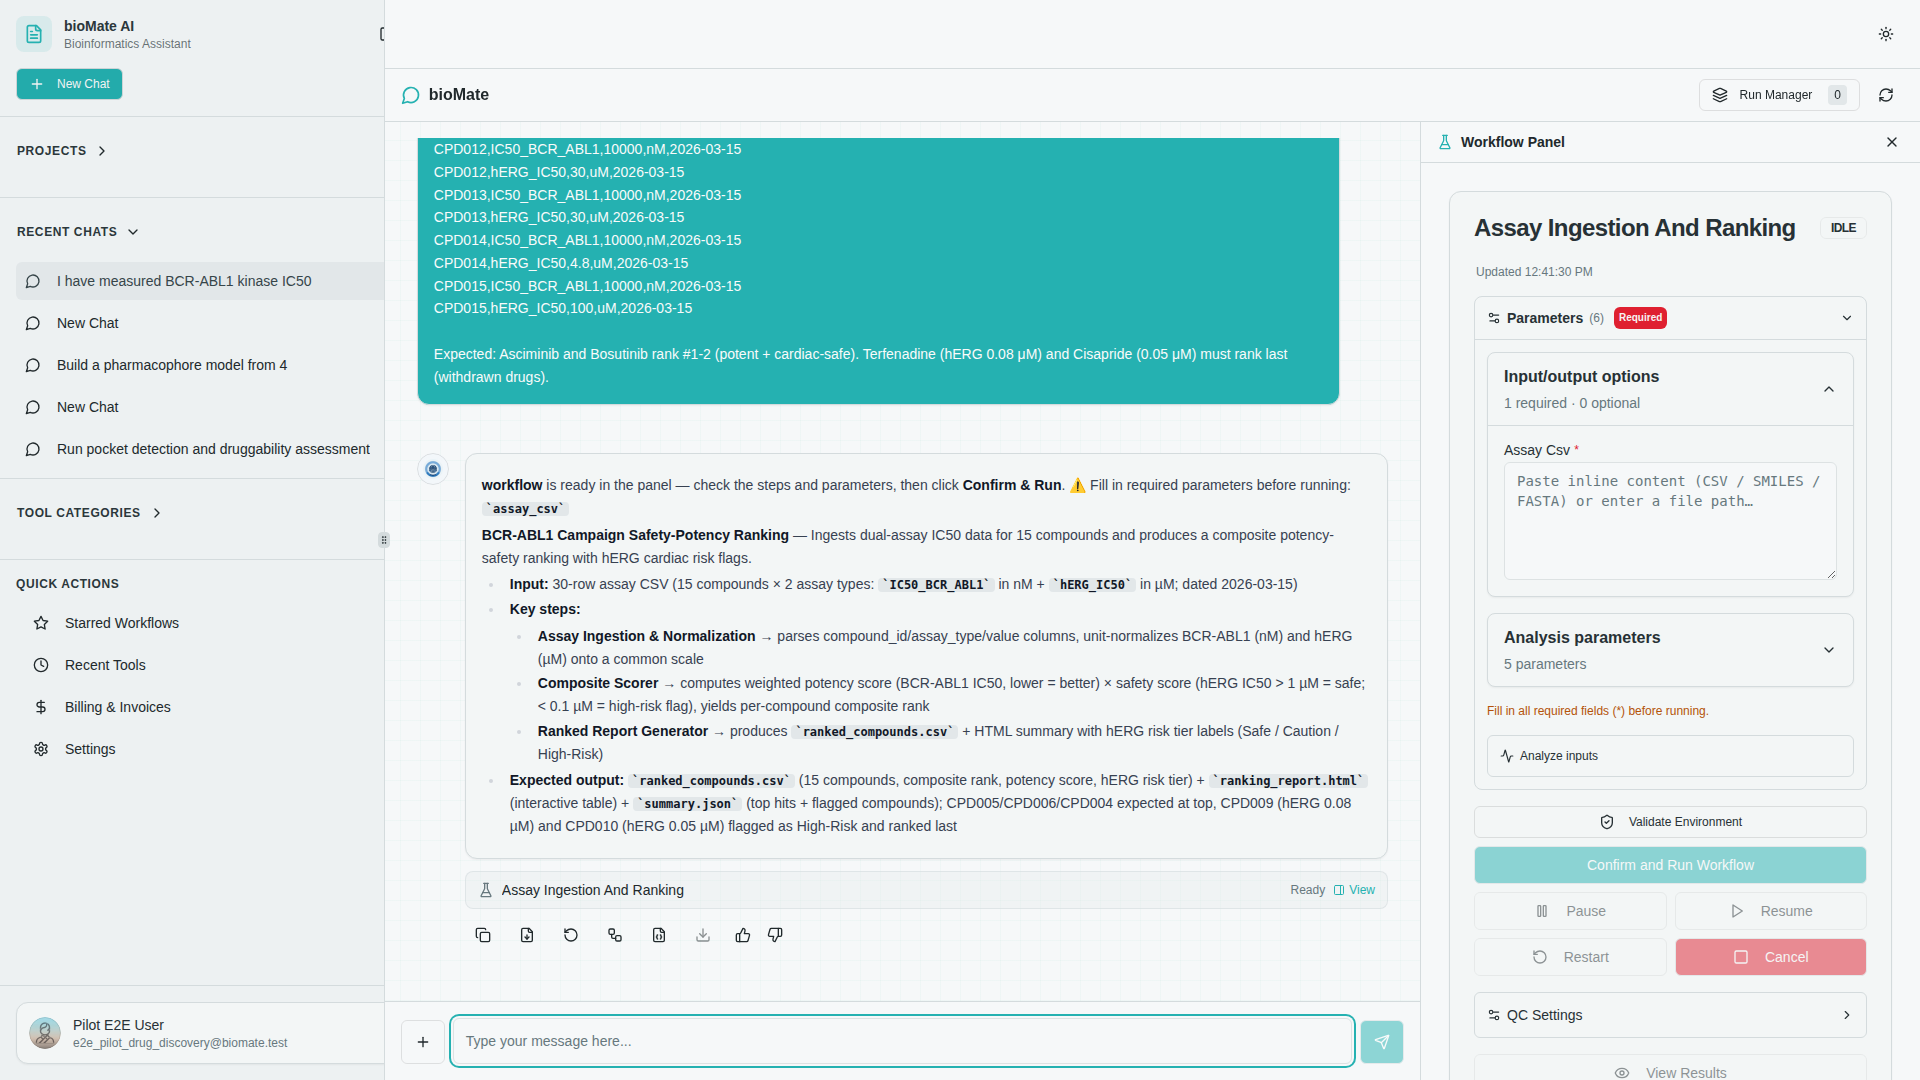 bioMate AI
Bioinformatics Assistant
New Chat
PROJECTS
RECENT CHATS
I have measured BCR-ABL1 kinase IC50
New Chat
Build a pharmacophore model from 4
New Chat
Run pocket detection and druggability assessment
TOOL CATEGORIES
QUICK ACTIONS
Starred Workflows
Recent Tools
Billing & Invoices
Settings
Pilot E2E User
e2e_pilot_drug_discovery@biomate.test
bioMate
Run Manager 0
CPD012,IC50_BCR_ABL1,10000,nM,2026-03-15
CPD012,hERG_IC50,30,uM,2026-03-15
CPD013,IC50_BCR_ABL1,10000,nM,2026-03-15
CPD013,hERG_IC50,30,uM,2026-03-15
CPD014,IC50_BCR_ABL1,10000,nM,2026-03-15
CPD014,hERG_IC50,4.8,uM,2026-03-15
CPD015,IC50_BCR_ABL1,10000,nM,2026-03-15
CPD015,hERG_IC50,100,uM,2026-03-15
Expected: Asciminib and Bosutinib rank #1-2 (potent + cardiac-safe). Terfenadine (hERG 0.08 μM) and Cisapride (0.05 μM) must rank last
(withdrawn drugs).
workflow is ready in the panel — check the steps and parameters, then click Confirm & Run. ⚠️ Fill in required parameters before running:
`assay_csv`
BCR-ABL1 Campaign Safety-Potency Ranking — Ingests dual-assay IC50 data for 15 compounds and produces a composite potency-
safety ranking with hERG cardiac risk flags.
Input: 30-row assay CSV (15 compounds × 2 assay types: `IC50_BCR_ABL1` in nM + `hERG_IC50` in µM; dated 2026-03-15)
Key steps:
Assay Ingestion & Normalization → parses compound_id/assay_type/value columns, unit-normalizes BCR-ABL1 (nM) and hERG
(µM) onto a common scale
Composite Scorer → computes weighted potency score (BCR-ABL1 IC50, lower = better) × safety score (hERG IC50 > 1 µM = safe;
< 0.1 µM = high-risk flag), yields per-compound composite rank
Ranked Report Generator → produces `ranked_compounds.csv` + HTML summary with hERG risk tier labels (Safe / Caution /
High-Risk)
Expected output: `ranked_compounds.csv` (15 compounds, composite rank, potency score, hERG risk tier) + `ranking_report.html`
(interactive table) + `summary.json` (top hits + flagged compounds); CPD005/CPD006/CPD004 expected at top, CPD009 (hERG 0.08
µM) and CPD010 (hERG 0.05 µM) flagged as High-Risk and ranked last
Assay Ingestion And Ranking
Ready View
Type your message here...
Workflow Panel
Assay Ingestion And Ranking
IDLE
Updated 12:41:30 PM
Parameters (6) Required
Input/output options
1 required · 0 optional
Assay Csv *
Paste inline content (CSV / SMILES /
FASTA) or enter a file path…
Analysis parameters
5 parameters
Fill in all required fields (*) before running.
Analyze inputs
Validate Environment
Confirm and Run Workflow
Pause
Resume
Restart
Cancel
QC Settings
View Results